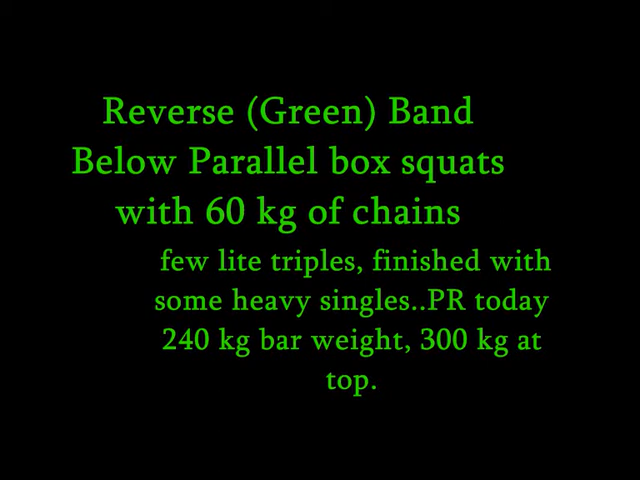 Reverse (Green) Band
Below Parallel box squats
with 60 kg of chains
few lite triples, finished with
some heavy singles..PR today
240 kg bar weight, 300 kg at
top.